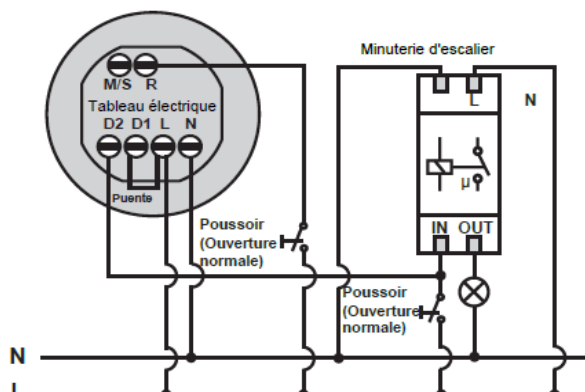 Minuterie d'escalier
M/S R
L N
Tableau électrique
D2 D1 L N
Puente
Poussoir
(Ouverture
normale)
µ
IN OUT
Poussoir
(Ouverture
normale)
N
L